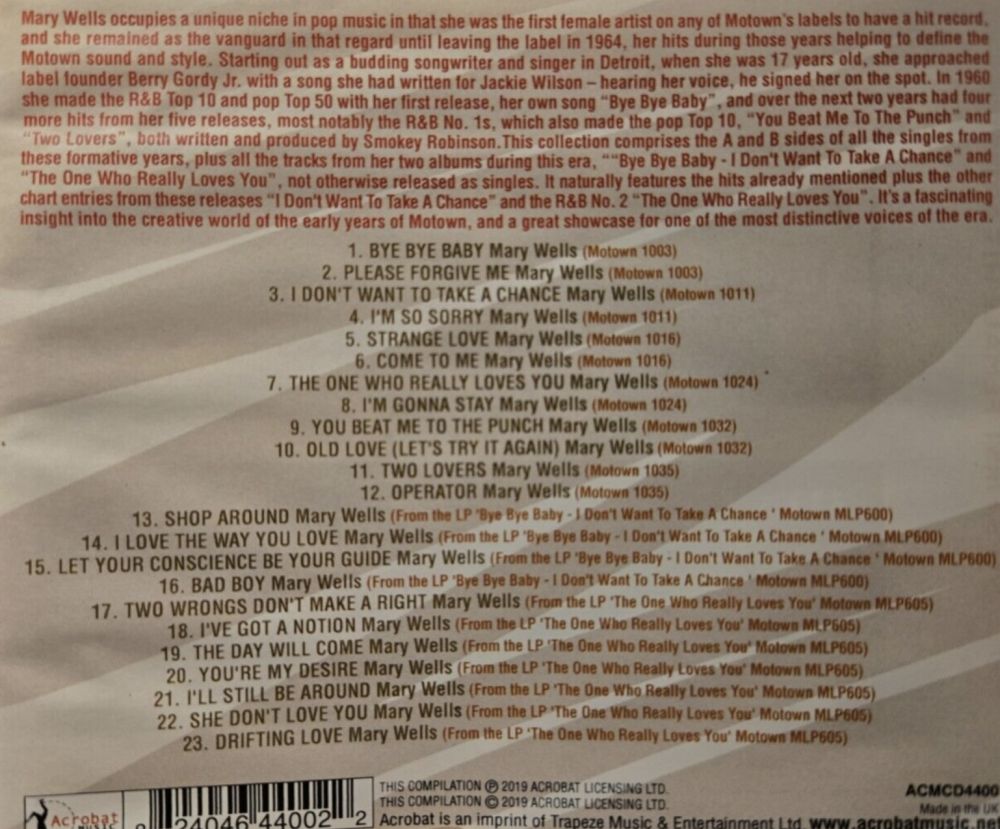 Mary Wells occupies a unique niche in pop music in that she was the first female artist on any of Motown's labels to have a hit record,
and she remained as the vanguard in that regard until leaving the label in 1964, her hits during those years helping to define the
Motown sound and style. Starting out as a budding songwriter and singer in Detroit, when she was 17 years old, she approached
label founder Berry Gordy Jr. with a song she had written for Jackie Wilson – hearing her voice, he signed her on the spot. In 1960
she made the R&B Top 10 and pop Top 50 with her first release, her own song "Bye Bye Baby", and over the next two years had four
more hits from her five releases, most notably the R&B No. 1s, which also made the pop Top 10, "You Beat Me To The Punch" and
"Two Lovers", both written and produced by Smokey Robinson.This collection comprises the A and B sides of all the singles from
these formative years, plus all the tracks from her two albums during this era, ""Bye Bye Baby - I Don't Want To Take A Chance" and
"The One Who Really Loves You", not otherwise released as singles. It naturally features the hits already mentioned plus the other
chart entries from these releases "I Don't Want To Take A Chance" and the R&B No. 2 "The One Who Really Loves You". It's a fascinating
insight into the creative world of the early years of Motown, and a great showcase for one of the most distinctive voices of the era.
1. BYE BYE BABY Mary Wells (Motown 1003)
2. PLEASE FORGIVE ME Mary Wells (Motown 1003)
3. I DON'T WANT TO TAKE A CHANCE Mary Wells (Motown 1011)
4. I'M SO SORRY Mary Wells (Motown 1011)
5. STRANGE LOVE Mary Wells (Motown 1016)
6. COME TO ME Mary Wells (Motown 1016)
7. THE ONE WHO REALLY LOVES YOU Mary Wells (Motown 1024)
8. I'M GONNA STAY Mary Wells (Motown 1024)
9. YOU BEAT ME TO THE PUNCH Mary Wells (Motown 1032)
10. OLD LOVE (LET'S TRY IT AGAIN) Mary Wells (Motown 1032)
11. TWO LOVERS Mary Wells (Motown 1035)
12. OPERATOR Mary Wells (Motown 1035)
13. SHOP AROUND Mary Wells (From the LP 'Bye Bye Baby - I Don't Want To Take A Chance ' Motown MLP600)
14. I LOVE THE WAY YOU LOVE Mary Wells (From the LP 'Bye Bye Baby - I Don't Want To Take A Chance ' Motown MLP600)
15. LET YOUR CONSCIENCE BE YOUR GUIDE Mary Wells (From the LP 'Bye Bye Baby - I Don't Want To Take A Chance ' Motown MLP600)
16. BAD BOY Mary Wells (From the LP 'Bye Bye Baby - I Don't Want To Take A Chance ' Motown MLP600)
17. TWO WRONGS DON'T MAKE A RIGHT Mary Wells (From the LP 'The One Who Really Loves You' Motown MLP605)
18. I'VE GOT A NOTION Mary Wells (From the LP 'The One Who Really Loves You' Motown MLP605)
19. THE DAY WILL COME Mary Wells (From the LP 'The One Who Really Loves You' Motown MLP605)
20. YOU'RE MY DESIRE Mary Wells (From the LP 'The One Who Really Loves You' Motown MLP605)
21. I'LL STILL BE AROUND Mary Wells (From the LP 'The One Who Really Loves You' Motown MLP605)
22. SHE DON'T LOVE YOU Mary Wells (From the LP 'The One Who Really Loves You' Motown MLP605)
23. DRIFTING LOVE Mary Wells (From the LP 'The One Who Really Loves You' Motown MLP605)
THIS COMPILATION ℗ 2019 ACROBAT LICENSING LTD.
THIS COMPILATION © 2019 ACROBAT LICENSING LTD.
Acrobat is an imprint of Trapeze Music & Entertainment Ltd. www.acrobatmusic.net
ACMCD4400
Made in the UK
Acrobat
MUSIC
24046 44002 2